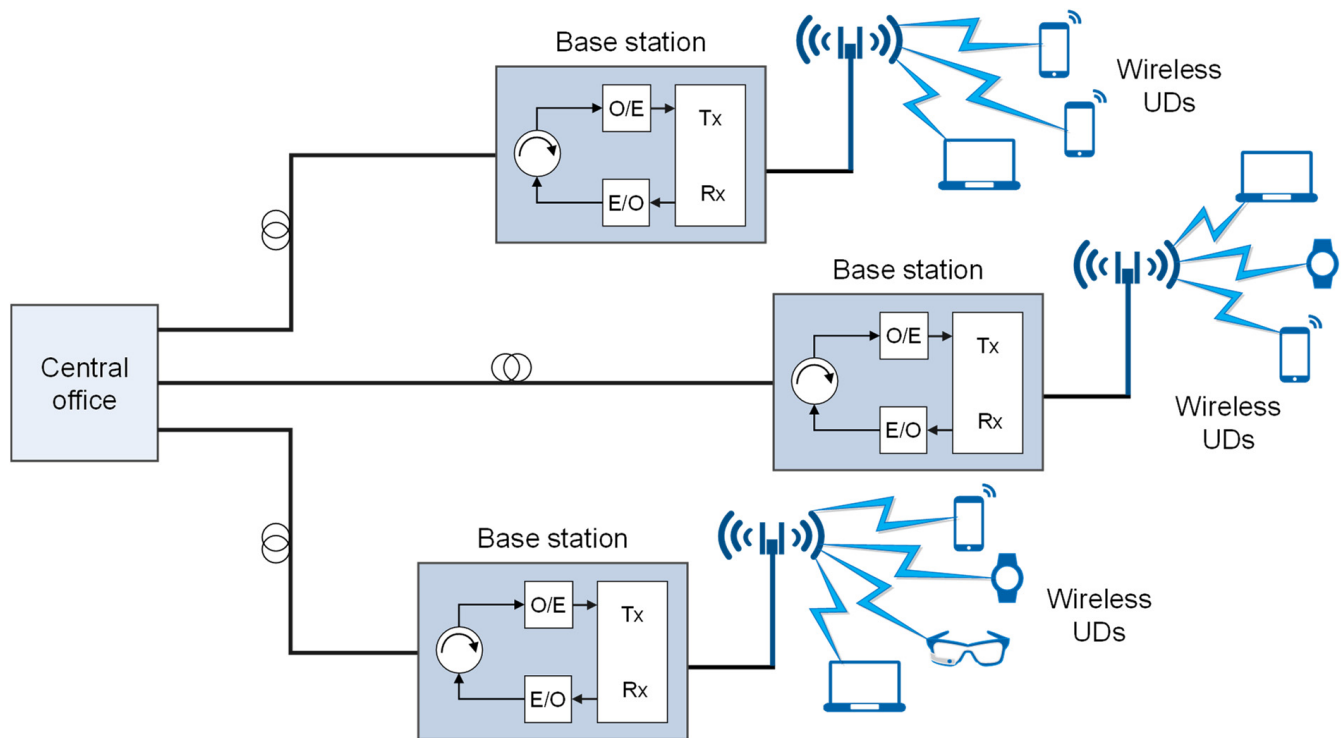 Base station
O/E
Tx
E/O
Rx
Wireless
UDs
Base station
O/E
Tx
E/O
Rx
Wireless
UDs
Central
office
Base station
O/E
Tx
E/O
Rx
Wireless
UDs